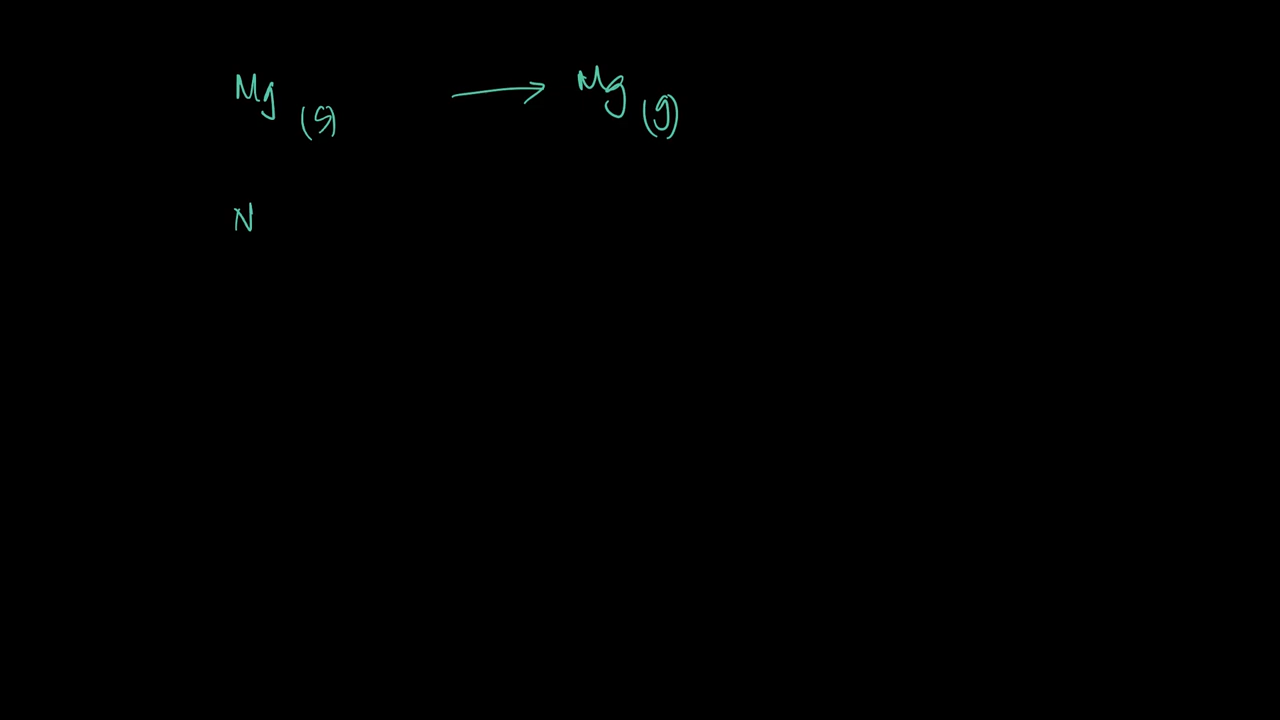 Mg (s) → Mg (g)
N